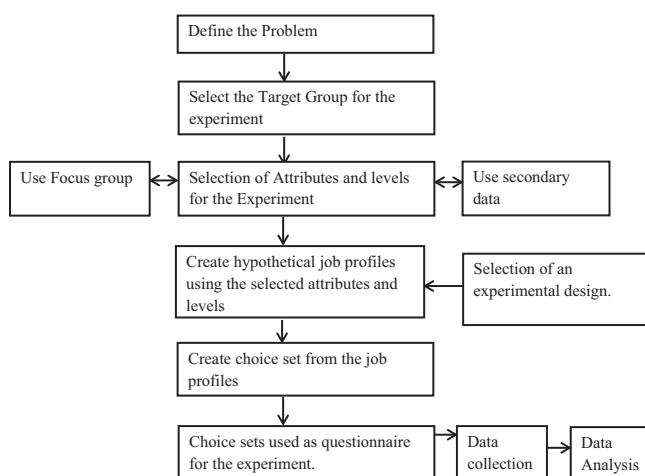 Define the Problem
Select the Target Group for the
experiment
Use Focus group
Selection of Attributes and levels
for the Experiment
Use secondary
data
Create hypothetical job profiles
using the selected attributes and
levels
Selection of an
experimental design.
Create choice set from the job
profiles
Choice sets used as questionnaire
for the experiment.
Data
collection
Data
Analysis